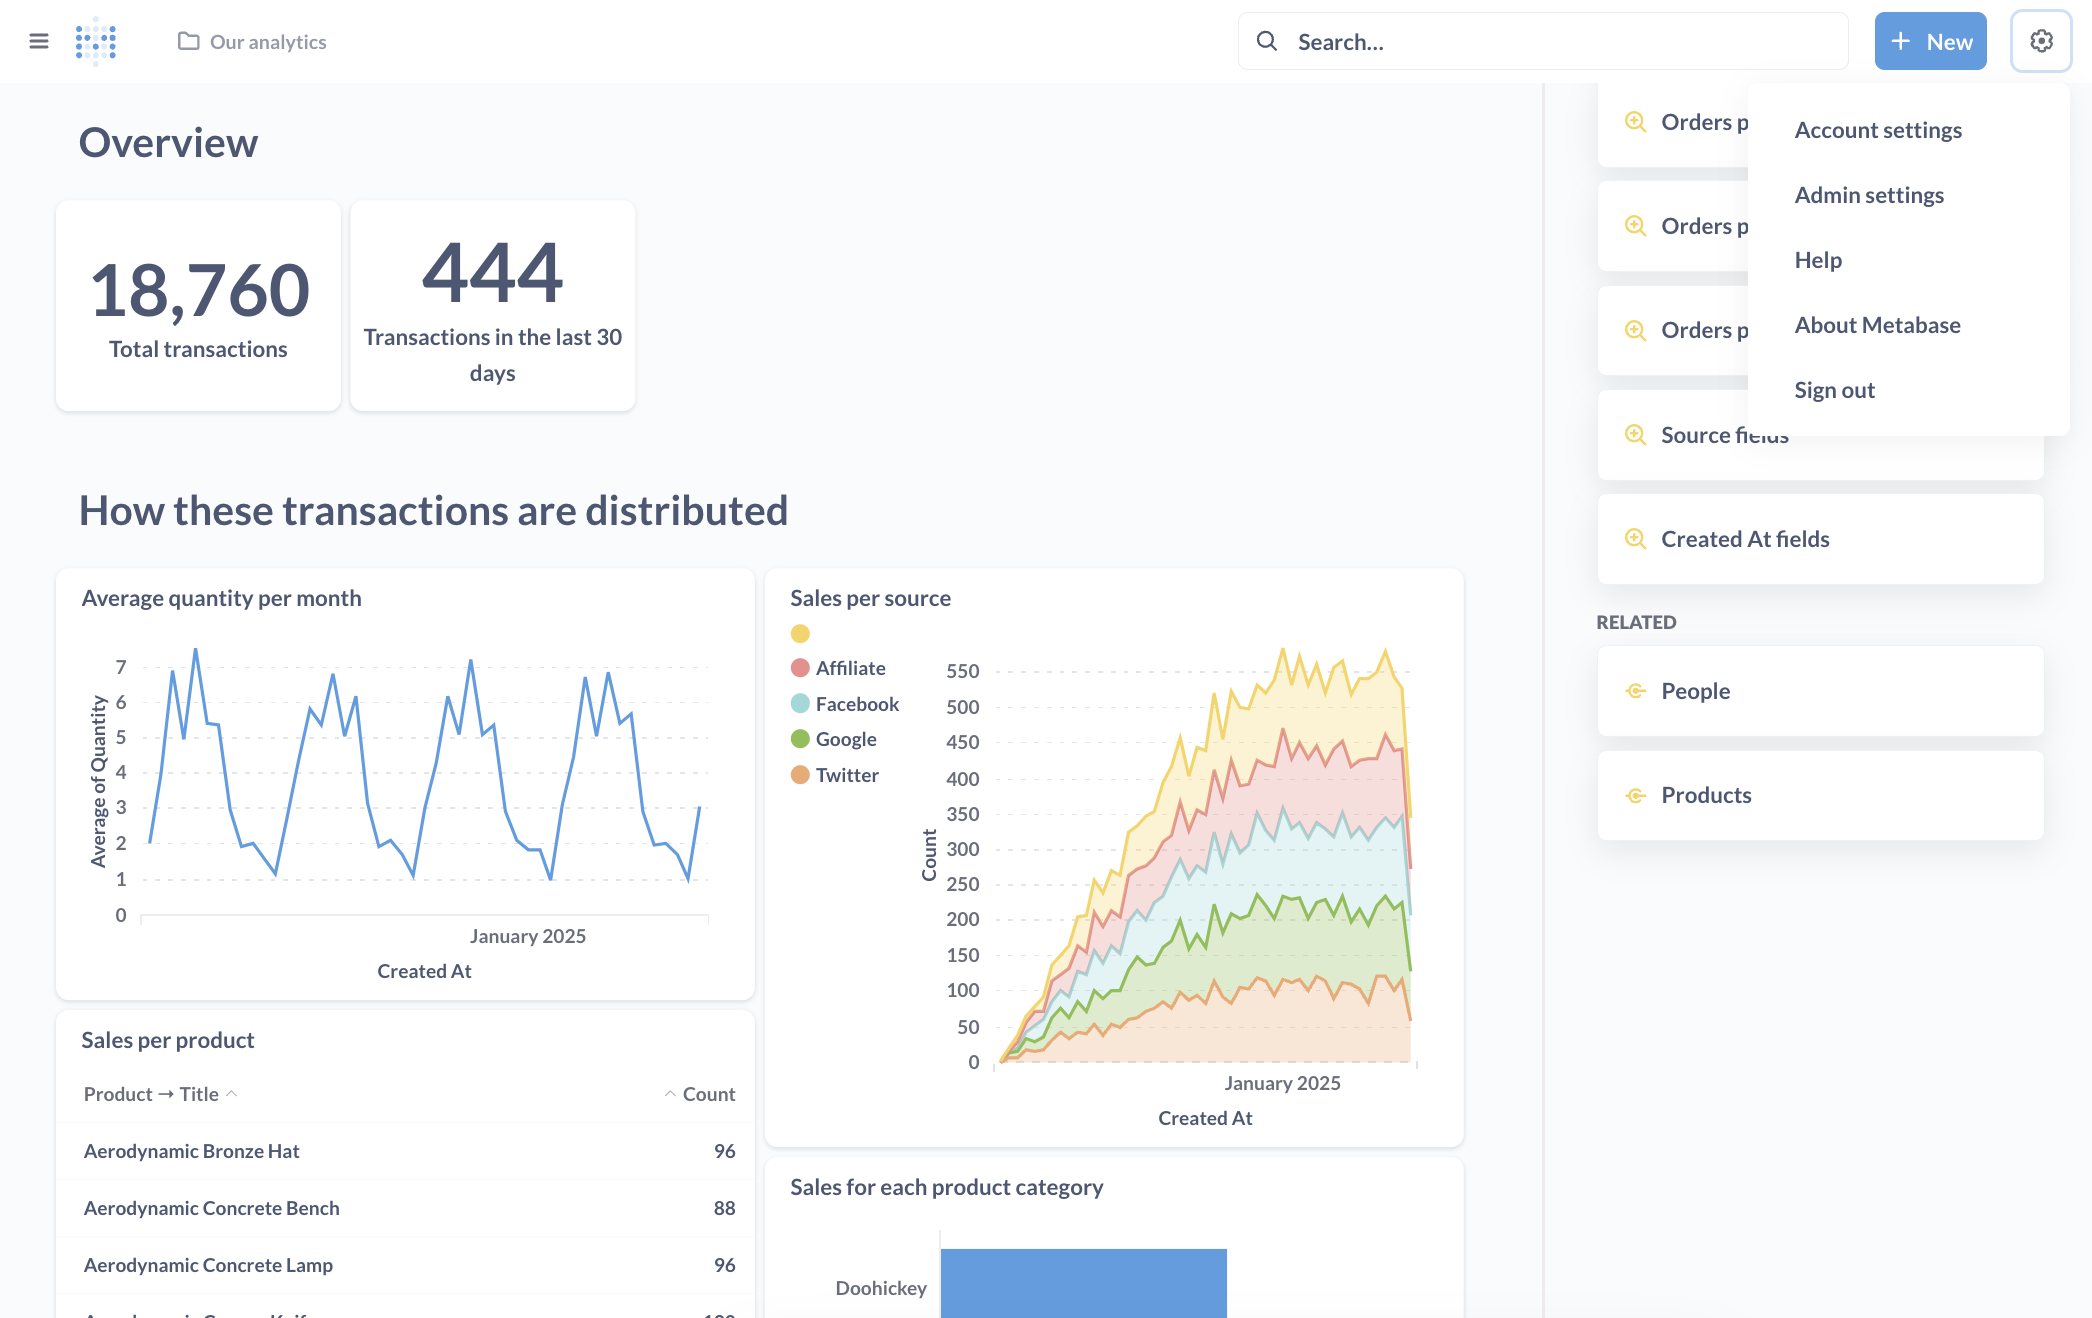 Our analytics
Search...
New
Overview
18,760
Total transactions
444
Transactions in the last 30
days
How these transactions are distributed
Average quantity per month
Average of Quantity
7
6
5
4
3
2
1
0
January 2025
Created At
Sales per source
Affiliate
Facebook
Google
Twitter
Count
550
500
450
400
350
300
250
200
150
100
50
0
January 2025
Created At
Sales per product
Product → Title
Count
Aerodynamic Bronze Hat
96
Aerodynamic Concrete Bench
88
Aerodynamic Concrete Lamp
96
Sales for each product category
Doohickey
Orders p
Orders p
Orders p
Source fields
Created At fields
RELATED
People
Products
Account settings
Admin settings
Help
About Metabase
Sign out